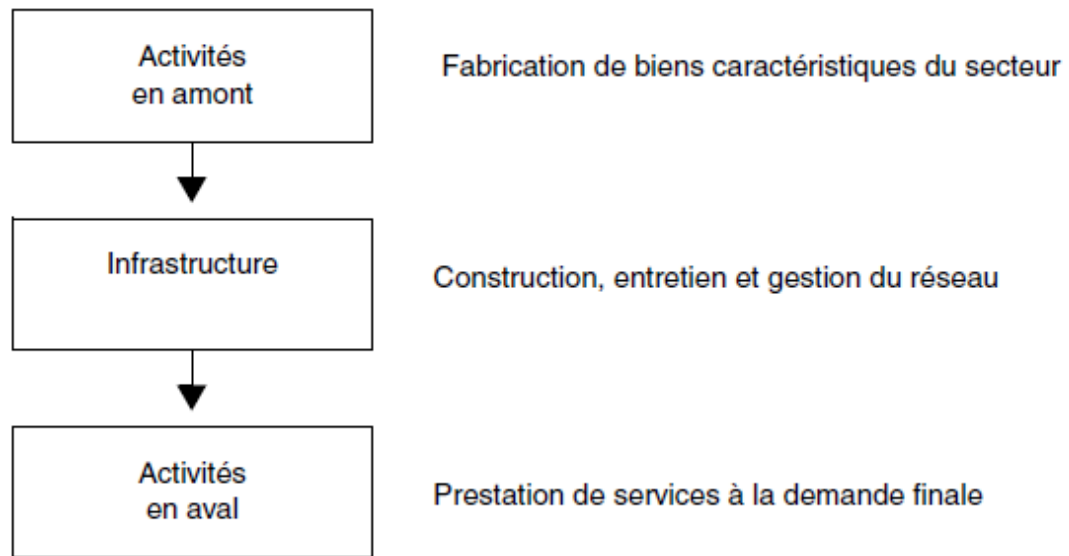 Activités
en amont
Fabrication de biens caractéristiques du secteur
Infrastructure
Construction, entretien et gestion du réseau
Activités
en aval
Prestation de services à la demande finale